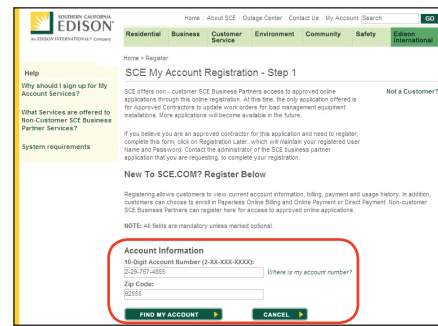 SOUTHERN CALIFORNIA
EDISON
An EDISON INTERNATIONAL Company
Home | About SCE | Outage Center | Contact Us | My Account Search GO
Residential Business Customer Service Environment Community Safety Edison International
Home > Register
Help
Why should I sign up for My Account Services?
What Services are offered to Non-Customer SCE Business Partner Services?
System requirements
SCE My Account Registration - Step 1
SCE offers non - customer SCE Business Partners access to approved online
applications through this online registration. At this time, the only application offered is
for Approved Contractors to update work orders for load management equipment
installations. More applications will become available in the future.
Not a Customer?
If you believe you are an approved contractor for this application and need to register,
complete this form, click on Registration Later, which will maintain your registered User
Name and Password. Contact the administrator of the SCE business partner
application that you are requesting, to complete your registration.
New To SCE.COM? Register Below
Registering allows customers to view current account information, billing, payment and usage history. In addition,
customers can choose to enroll in Paperless Online Billing and Online Payment or Direct Payment. Non-customer
SCE Business Partners can register here for access to approved online applications.
NOTE: All fields are mandatory unless marked optional.
Account Information
10-Digit Account Number (2-XX-XXX-XXXX):
2-29-767-4855 Where is my account number?
Zip Code:
92555
FIND MY ACCOUNT CANCEL